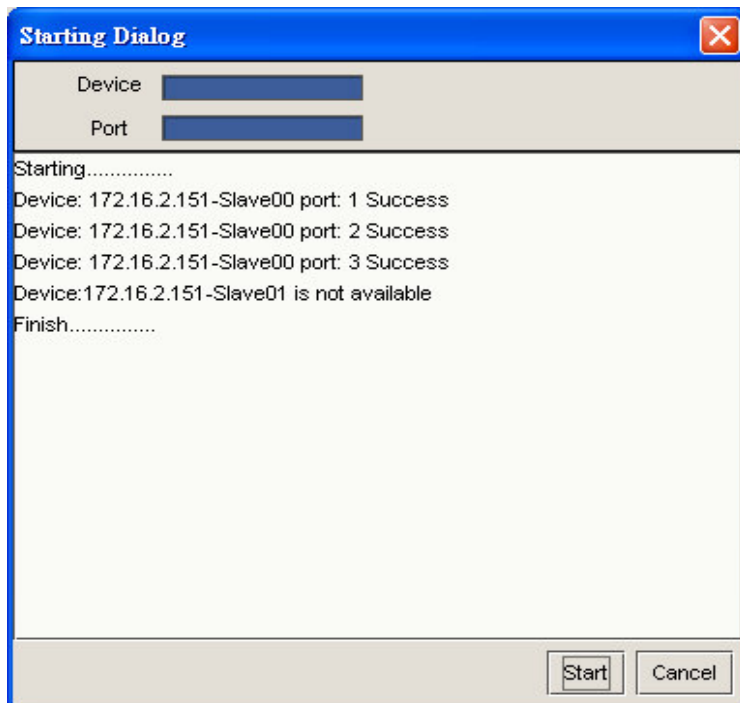 Starting Dialog
Device
Port
Starting...............
Device: 172.16.2.151-Slave00 port: 1 Success
Device: 172.16.2.151-Slave00 port: 2 Success
Device: 172.16.2.151-Slave00 port: 3 Success
Device:172.16.2.151-Slave01 is not available
Finish...............
Start Cancel